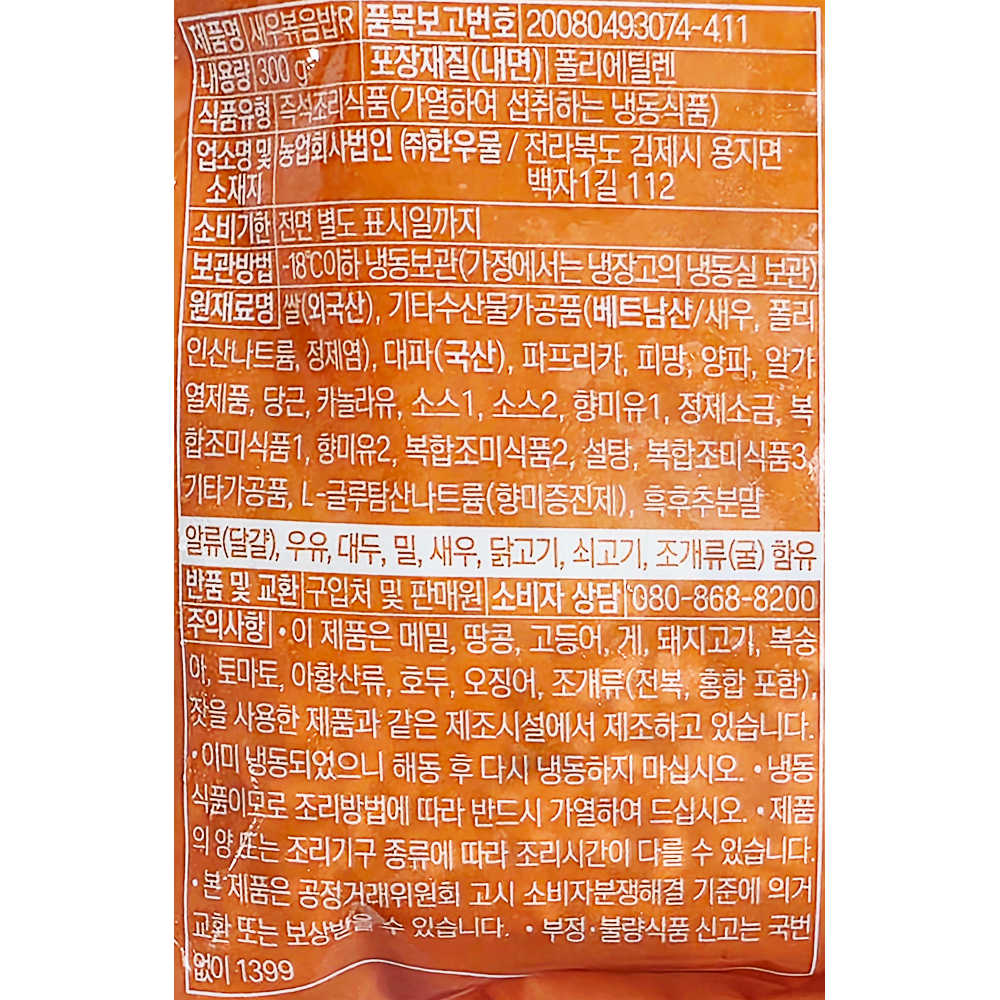 제품명 새우볶음밥R 품목보고번호 20080493074-411
내용량 300 g 포장재질(내면) 폴리에틸렌
식품유형 즉석조리식품(가열하여 섭취하는 냉동식품)
업소명 및 농업회사법인 ㈜한우물 / 전라북도 김제시 용지면
소재지 백자1길 112
소비기한 전면 별도 표시일까지
보관방법 -18℃이하 냉동보관(가정에서는 냉장고의 냉동실 보관)
원재료명 쌀(외국산), 기타수산물가공품(베트남산/새우, 폴리
인산나트륨, 정제염), 대파(국산), 파프리카, 피망, 양파, 알가
열제품, 당근, 카놀라유, 소스1, 소스2, 향미유1, 정제소금, 복
합조미식품1, 향미유2, 복합조미식품2, 설탕, 복합조미식품3,
기타가공품, L-글루탐산나트륨(향미증진제), 흑후추분말
알류(달걀), 우유, 대두, 밀, 새우, 닭고기, 쇠고기, 조개류(굴) 함유
반품 및 교환 구입처 및 판매원 소비자 상담 080-868-8200
주의사항 •이 제품은 메밀, 땅콩, 고등어, 게, 돼지고기, 복숭
아, 토마토, 아황산류, 호두, 오징어, 조개류(전복, 홍합 포함),
잣을 사용한 제품과 같은 제조시설에서 제조하고 있습니다.
•이미 냉동되었으니 해동 후 다시 냉동하지 마십시오. •냉동
식품이므로 조리방법에 따라 반드시 가열하여 드십시오. •제품
의 양 또는 조리기구 종류에 따라 조리시간이 다를 수 있습니다.
•본 제품은 공정거래위원회 고시 소비자분쟁해결 기준에 의거
교환 또는 보상받을 수 있습니다. •부정·불량식품 신고는 국번
없이 1399